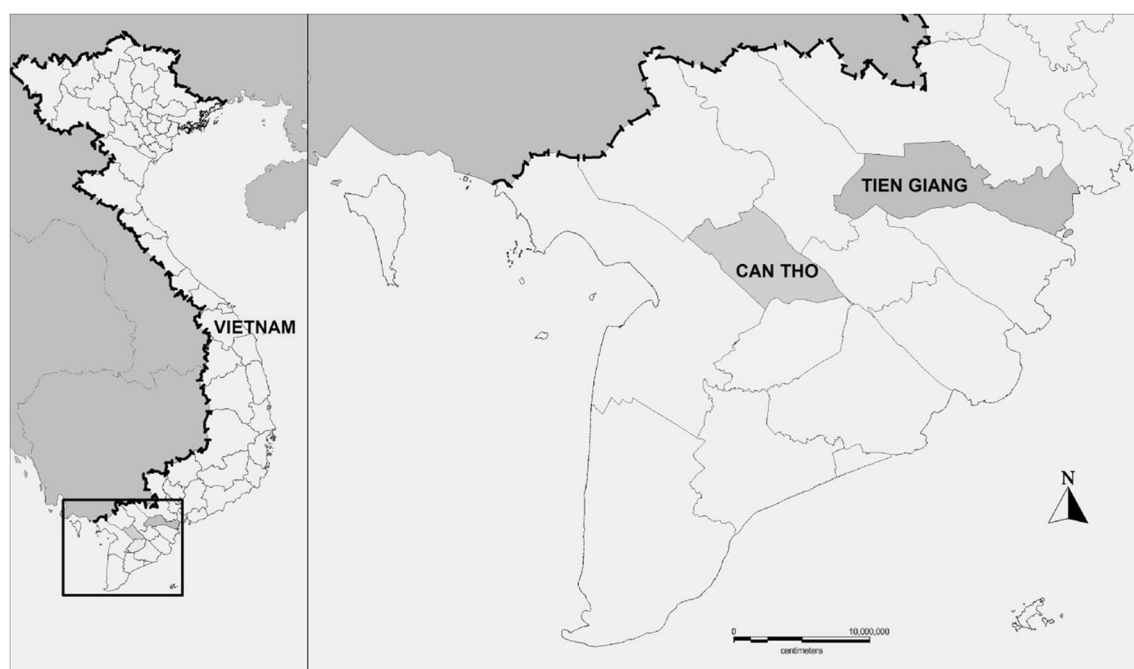 VIETNAM
TIEN GIANG
CAN THO
N
0 10,000,000
centimeters